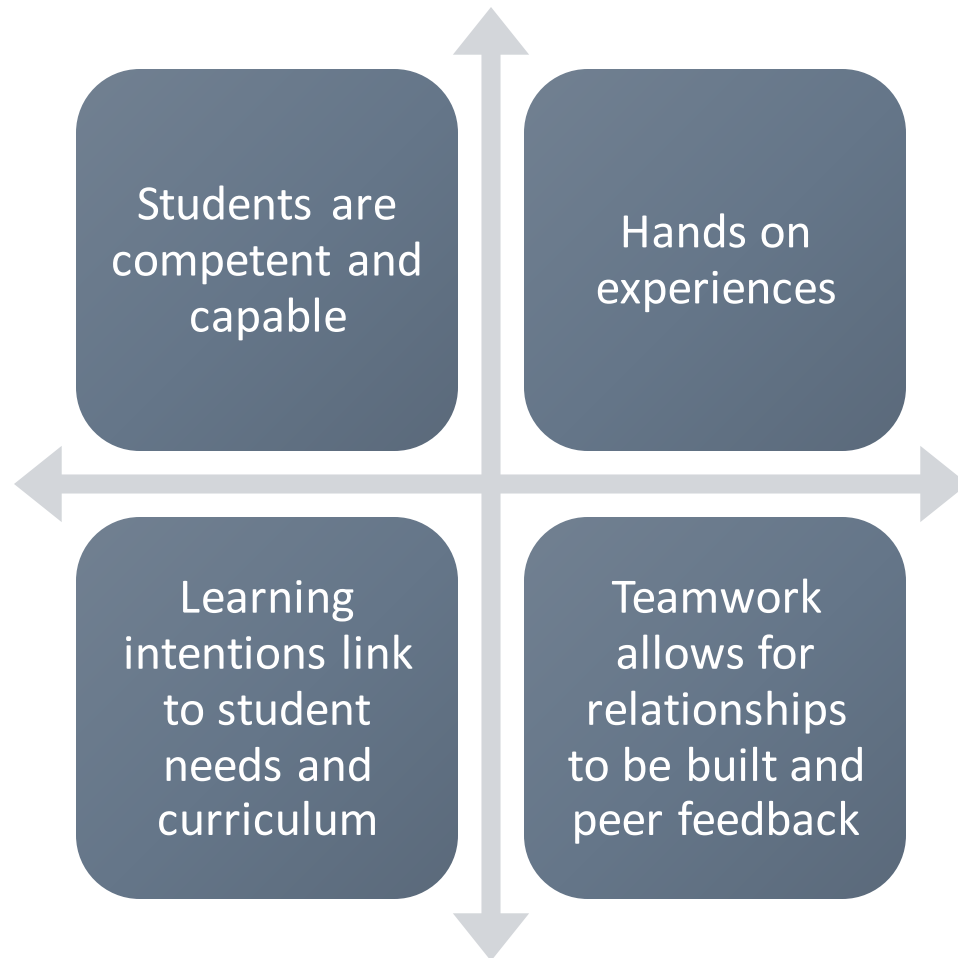 Students are
competent and
capable
Hands on
experiences
Learning
intentions link
to student
needs and
curriculum
Teamwork
allows for
relationships
to be built and
peer feedback